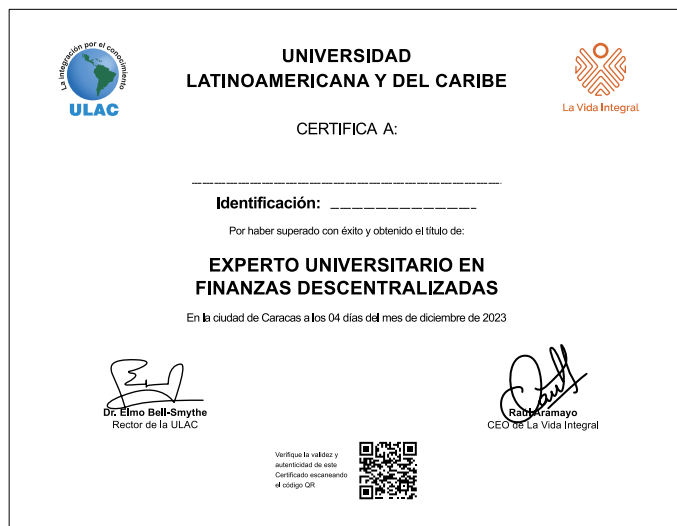 La integración por el conocimiento
ULAC
UNIVERSIDAD
LATINOAMERICANA Y DEL CARIBE
La Vida Integral
CERTIFICA A:
Identificación:
Por haber superado con éxito y obtenido el título de:
EXPERTO UNIVERSITARIO EN
FINANZAS DESCENTRALIZADAS
En la ciudad de Caracas a los 04 días del mes de diciembre de 2023
Dr. Elmo Bell-Smythe
Rector de la ULAC
Raúl Aramayo
CEO de La Vida Integral
Verifique la validez y
autenticidad de este
Certificado escaneando
el código QR